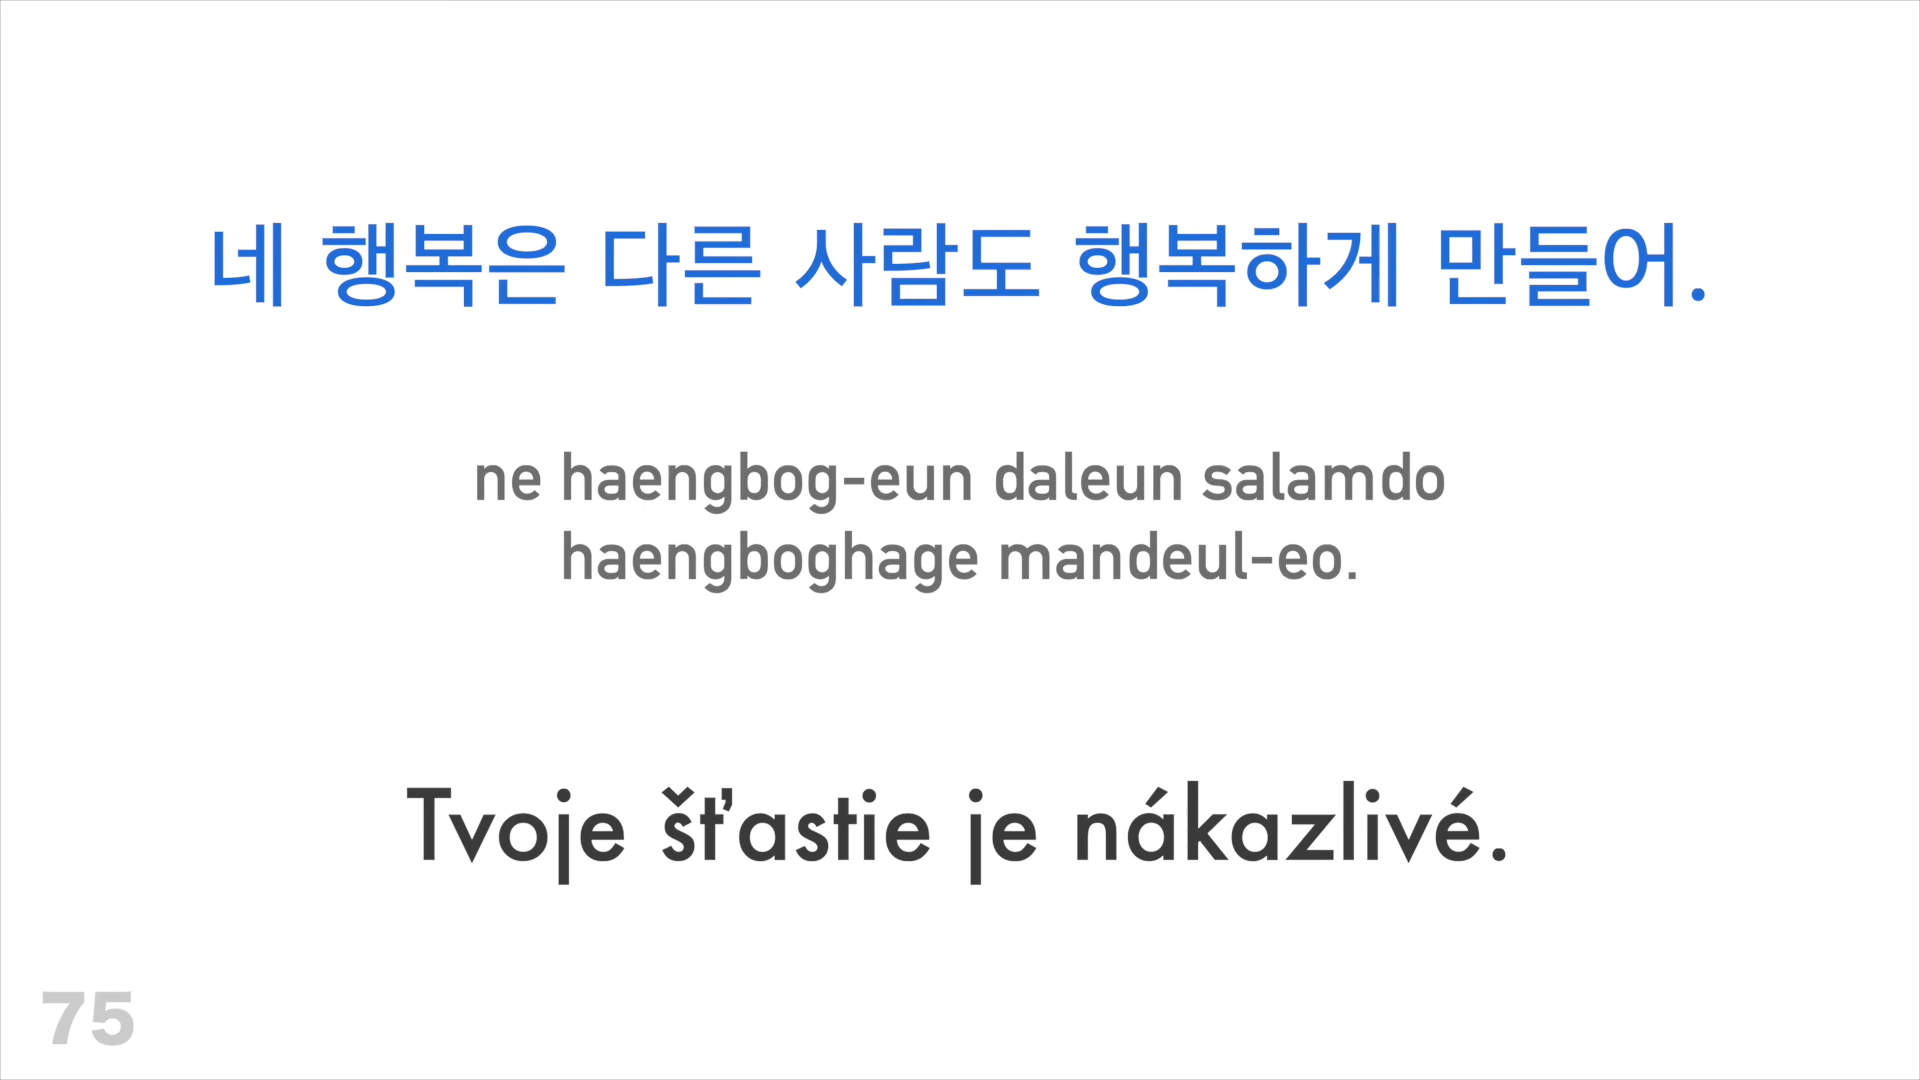 네 행복은 다른 사람도 행복하게 만들어.
ne haengbog-eun daleun salamdo
haengboghage mandeul-eo.
Tvoje šťastie je nákazlivé.
75